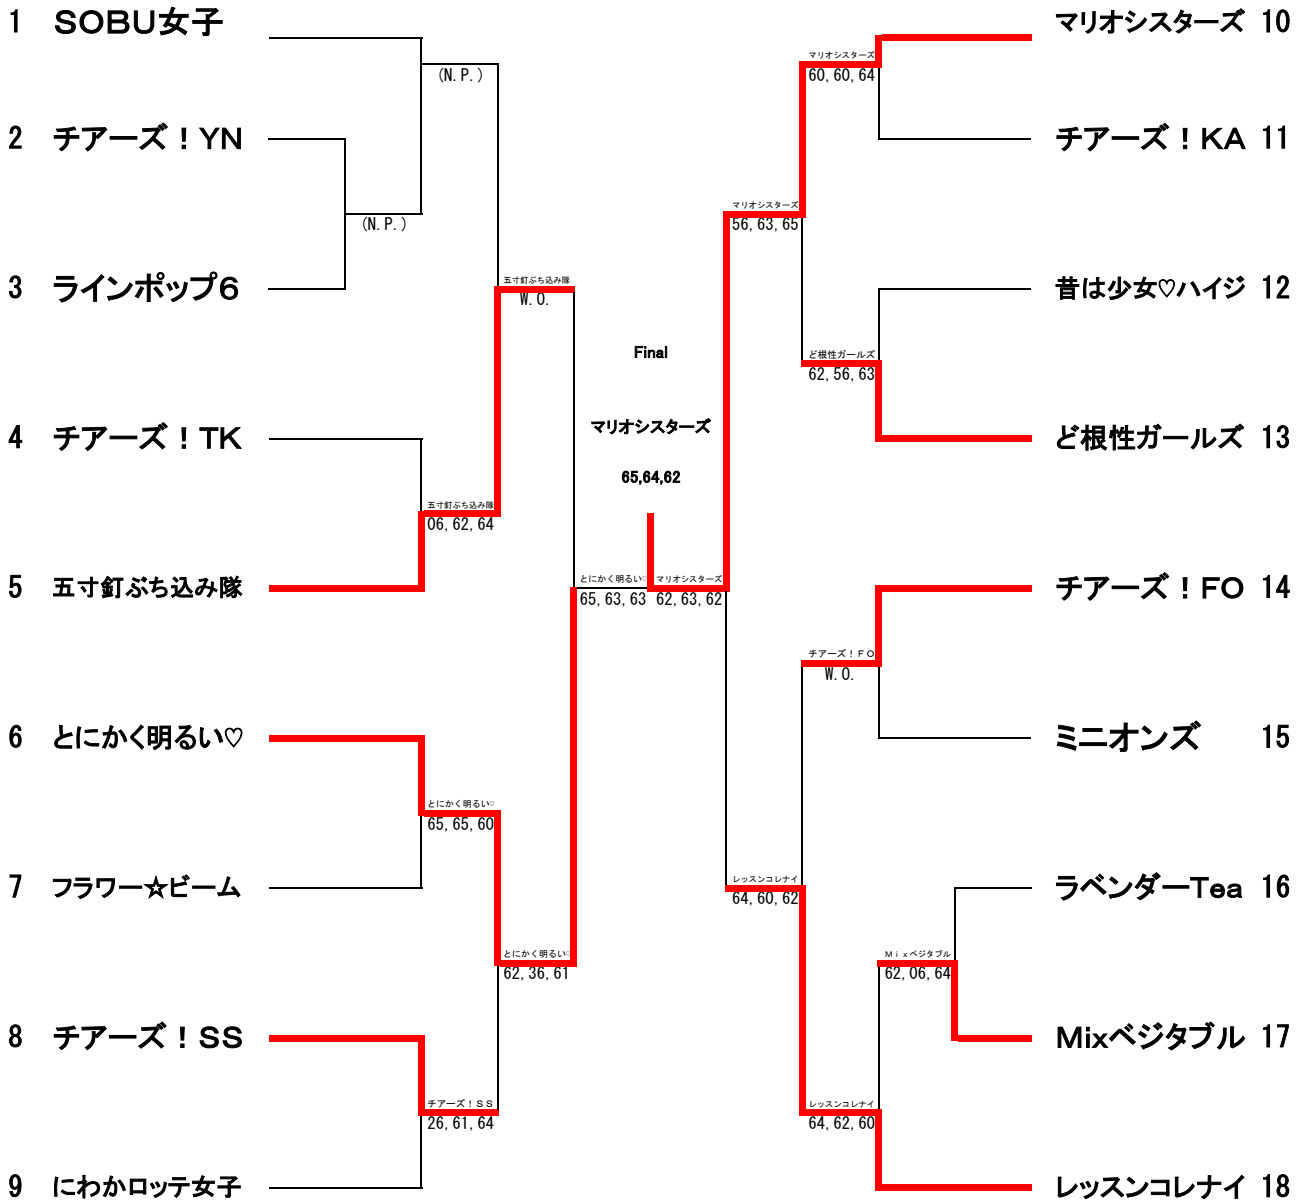 1 SOBU女子
(N.P.)
2 チアーズ！YN
(N.P.)
3 ラインポップ6
五寸釘ぶち込み隊
W.O.
4 チアーズ！TK
五寸釘ぶち込み隊
06,62,64
5 五寸釘ぶち込み隊
とにかく明るい♡
65,63,63
6 とにかく明るい♡
とにかく明るい♡
65,65,60
7 フラワー☆ビーム
とにかく明るい♡
62,36,61
8 チアーズ！SS
チアーズ！SS
26,61,64
9 にわかロッテ女子
Final
マリオシスターズ
65,64,62
マリオシスターズ 10
マリオシスターズ
60,60,64
チアーズ！KA 11
マリオシスターズ
56,63,65
昔は少女♡ハイジ 12
ど根性ガールズ
62,56,63
ど根性ガールズ 13
マリオシスターズ
62,63,62
チアーズ！FO 14
チアーズ！FO
W.O.
ミニオンズ 15
レッスンコレナイ
64,60,62
ラベンダーTea 16
Mixベジタブル
62,06,64
Mixベジタブル 17
レッスンコレナイ
64,62,60
レッスンコレナイ 18